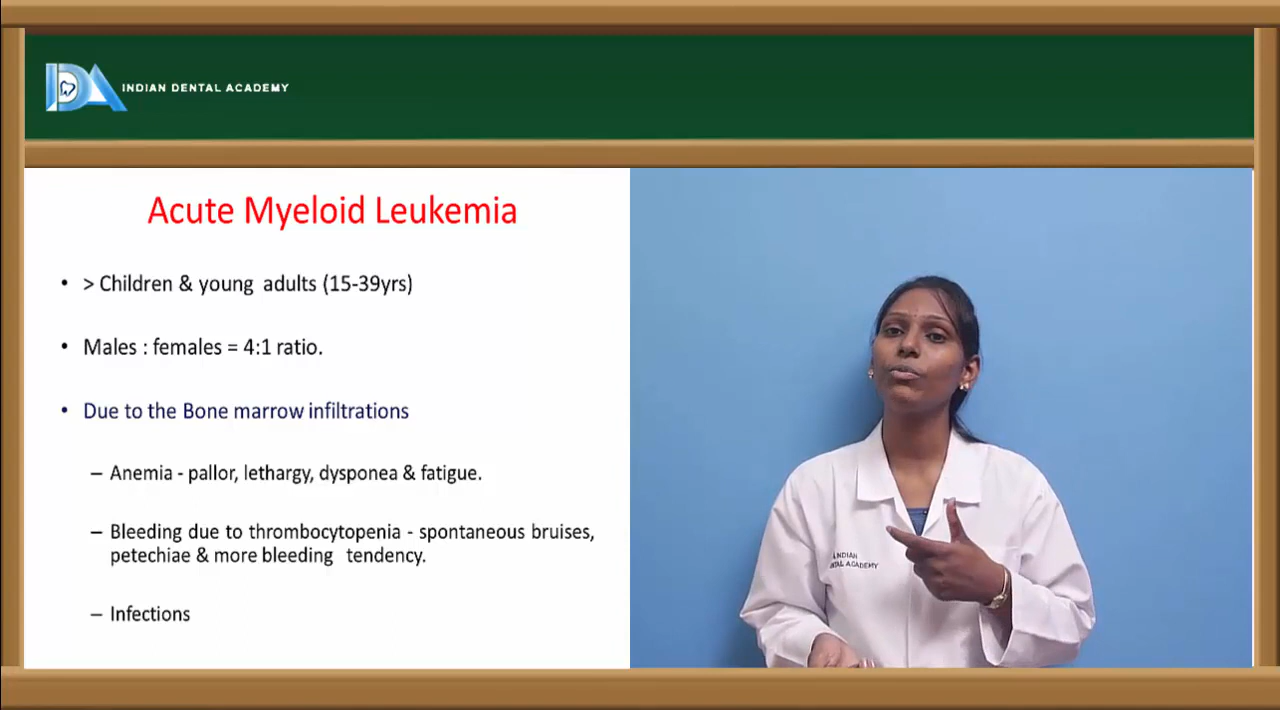 INDIAN DENTAL ACADEMY
Acute Myeloid Leukemia
• > Children & young adults (15-39yrs)
• Males : females = 4:1 ratio.
• Due to the Bone marrow infiltrations
– Anemia - pallor, lethargy, dysponea & fatigue.
– Bleeding due to thrombocytopenia - spontaneous bruises,
petechiae & more bleeding tendency.
– Infections
INDIAN
ACADEMY